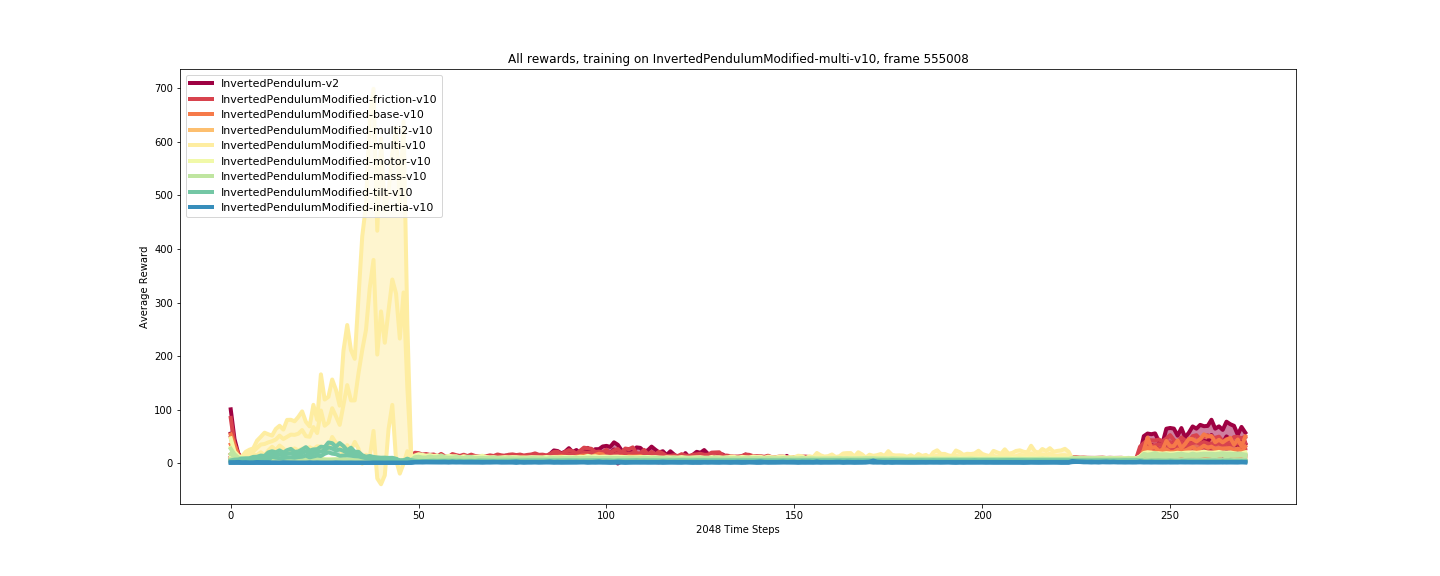 All rewards, training on InvertedPendulumModified-multi-v10, frame 555008
InvertedPendulum-v2
InvertedPendulumModified-friction-v10
InvertedPendulumModified-base-v10
InvertedPendulumModified-multi2-v10
InvertedPendulumModified-multi-v10
InvertedPendulumModified-motor-v10
InvertedPendulumModified-mass-v10
InvertedPendulumModified-tilt-v10
InvertedPendulumModified-inertia-v10
700
600
500
400
300
200
100
0
Average Reward
0 50 100 150 200 250
2048 Time Steps